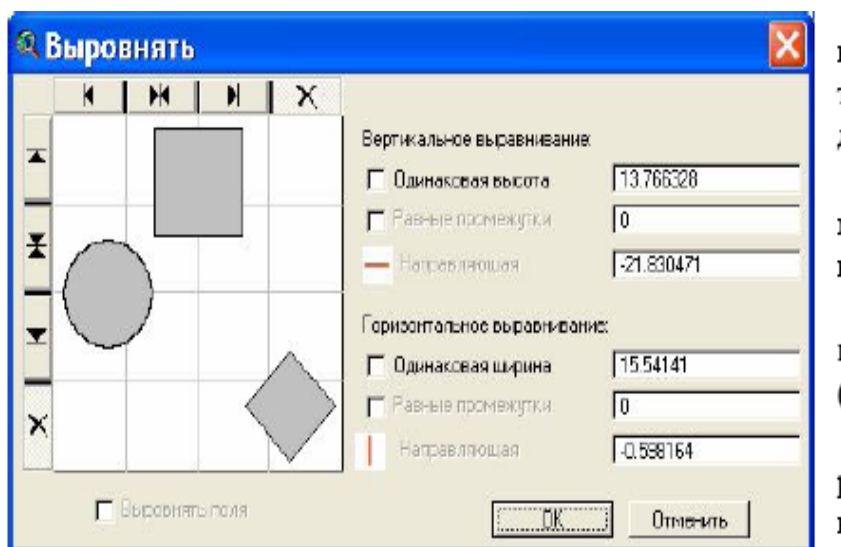 Выровнять
Вертикальное выравнивание:
Одинаковая высота 13.766328
Равные промежутки 0
Направляющая -21.830471
Горизонтальное выравнивание:
Одинаковая ширина 15.54141
Равные промежутки 0
Направляющая -0.598164
Выровнять поля
OK Отменить